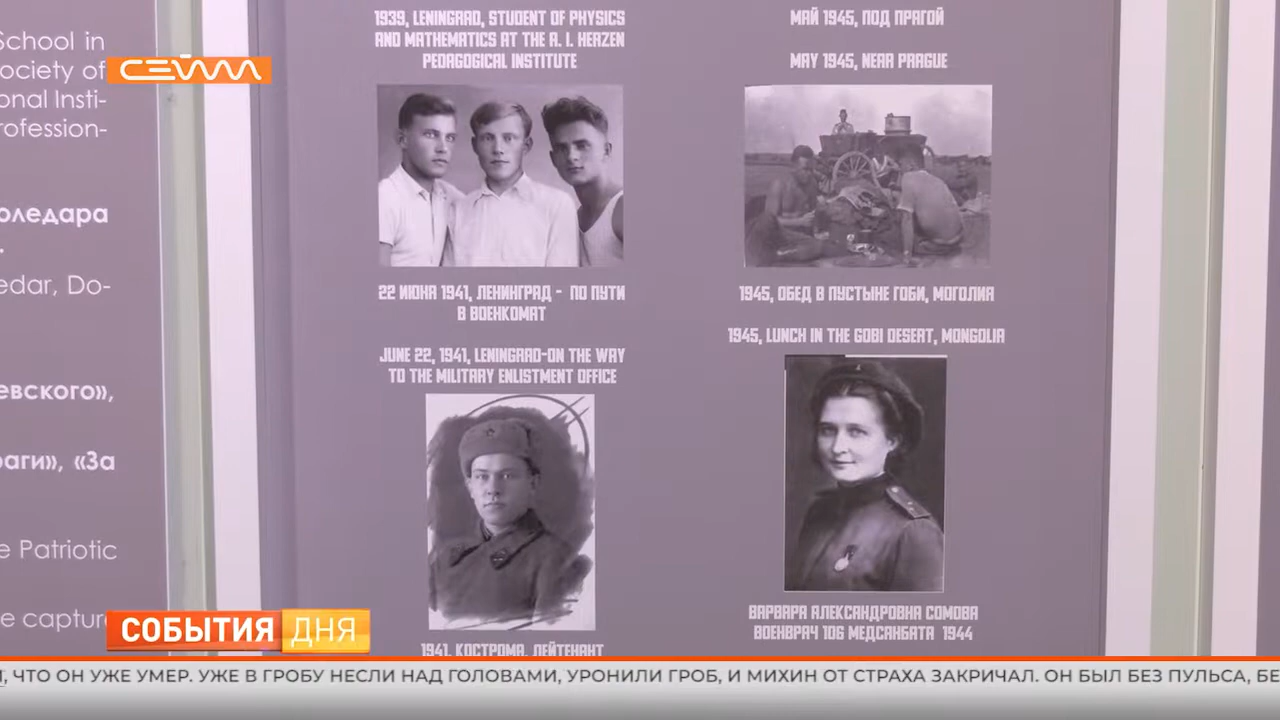 School in
ociety of
onal Insti-
rofession-
оледара
edar, Do-
евского»,
раги», «За
e Patriotic
e capture
СЕЙМ
1939, LENINGRAD, STUDENT OF PHYSICS
AND MATHEMATICS AT THE A. I. HERZEN
PEDAGOGICAL INSTITUTE
22 ИЮНА 1941, ЛЕНИНГРАД - ПО ПУТИ
В ВОЕНКОМАТ
JUNE 22, 1941, LENINGRAD-ON THE WAY
TO THE MILITARY ENLISTMENT OFFICE
1941, КОСТРОМА, ЛЕЙТЕНАНТ
МАЙ 1945, ПОД ПРАГОЙ
MAY 1945, NEAR PRAGUE
1945, ОБЕД В ПУСТЫНЕ ГОБИ, МОГОЛИЯ
1945, LUNCH IN THE GOBI DESERT, MONGOLIA
ВАРВАРА АЛЕКСАНДРОВНА СОМОВА
ВОЕНВРАЧ 106 МЕДСАНБАТА 1944
СОБЫТИЯ ДНЯ
, ЧТО ОН УЖЕ УМЕР. УЖЕ В ГРОБУ НЕСЛИ НАД ГОЛОВАМИ, УРОНИЛИ ГРОБ, И МИХИН ОТ СТРАХА ЗАКРИЧАЛ. ОН БЫЛ БЕЗ ПУЛЬСА, БЕ